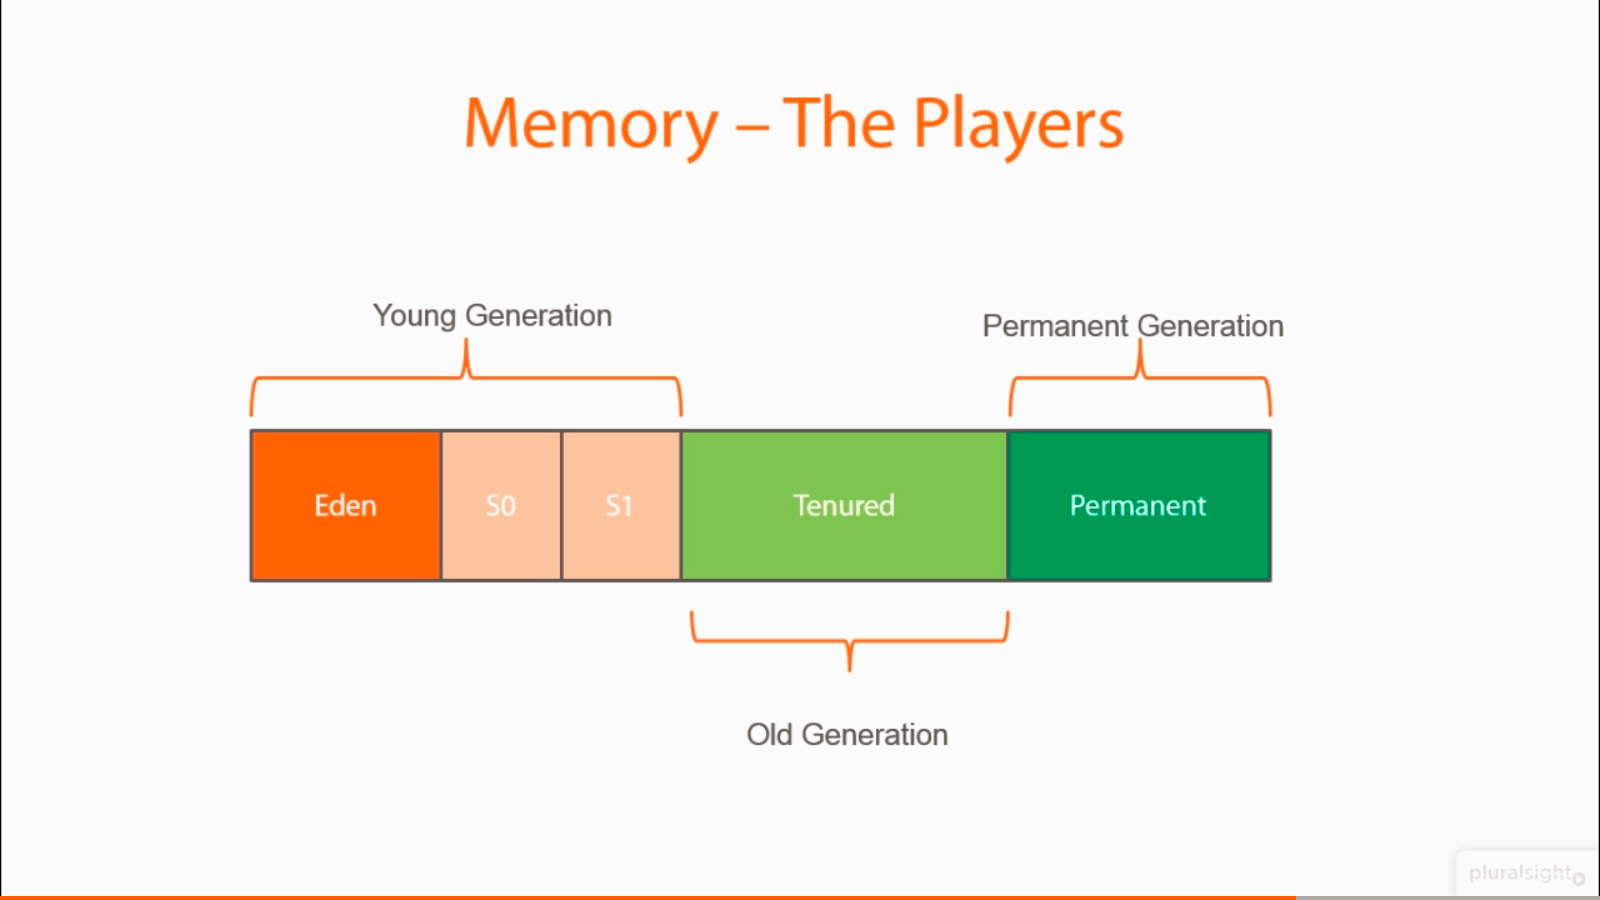 Memory – The Players
Young Generation
Permanent Generation
Eden
S0
S1
Tenured
Permanent
Old Generation
pluralsight